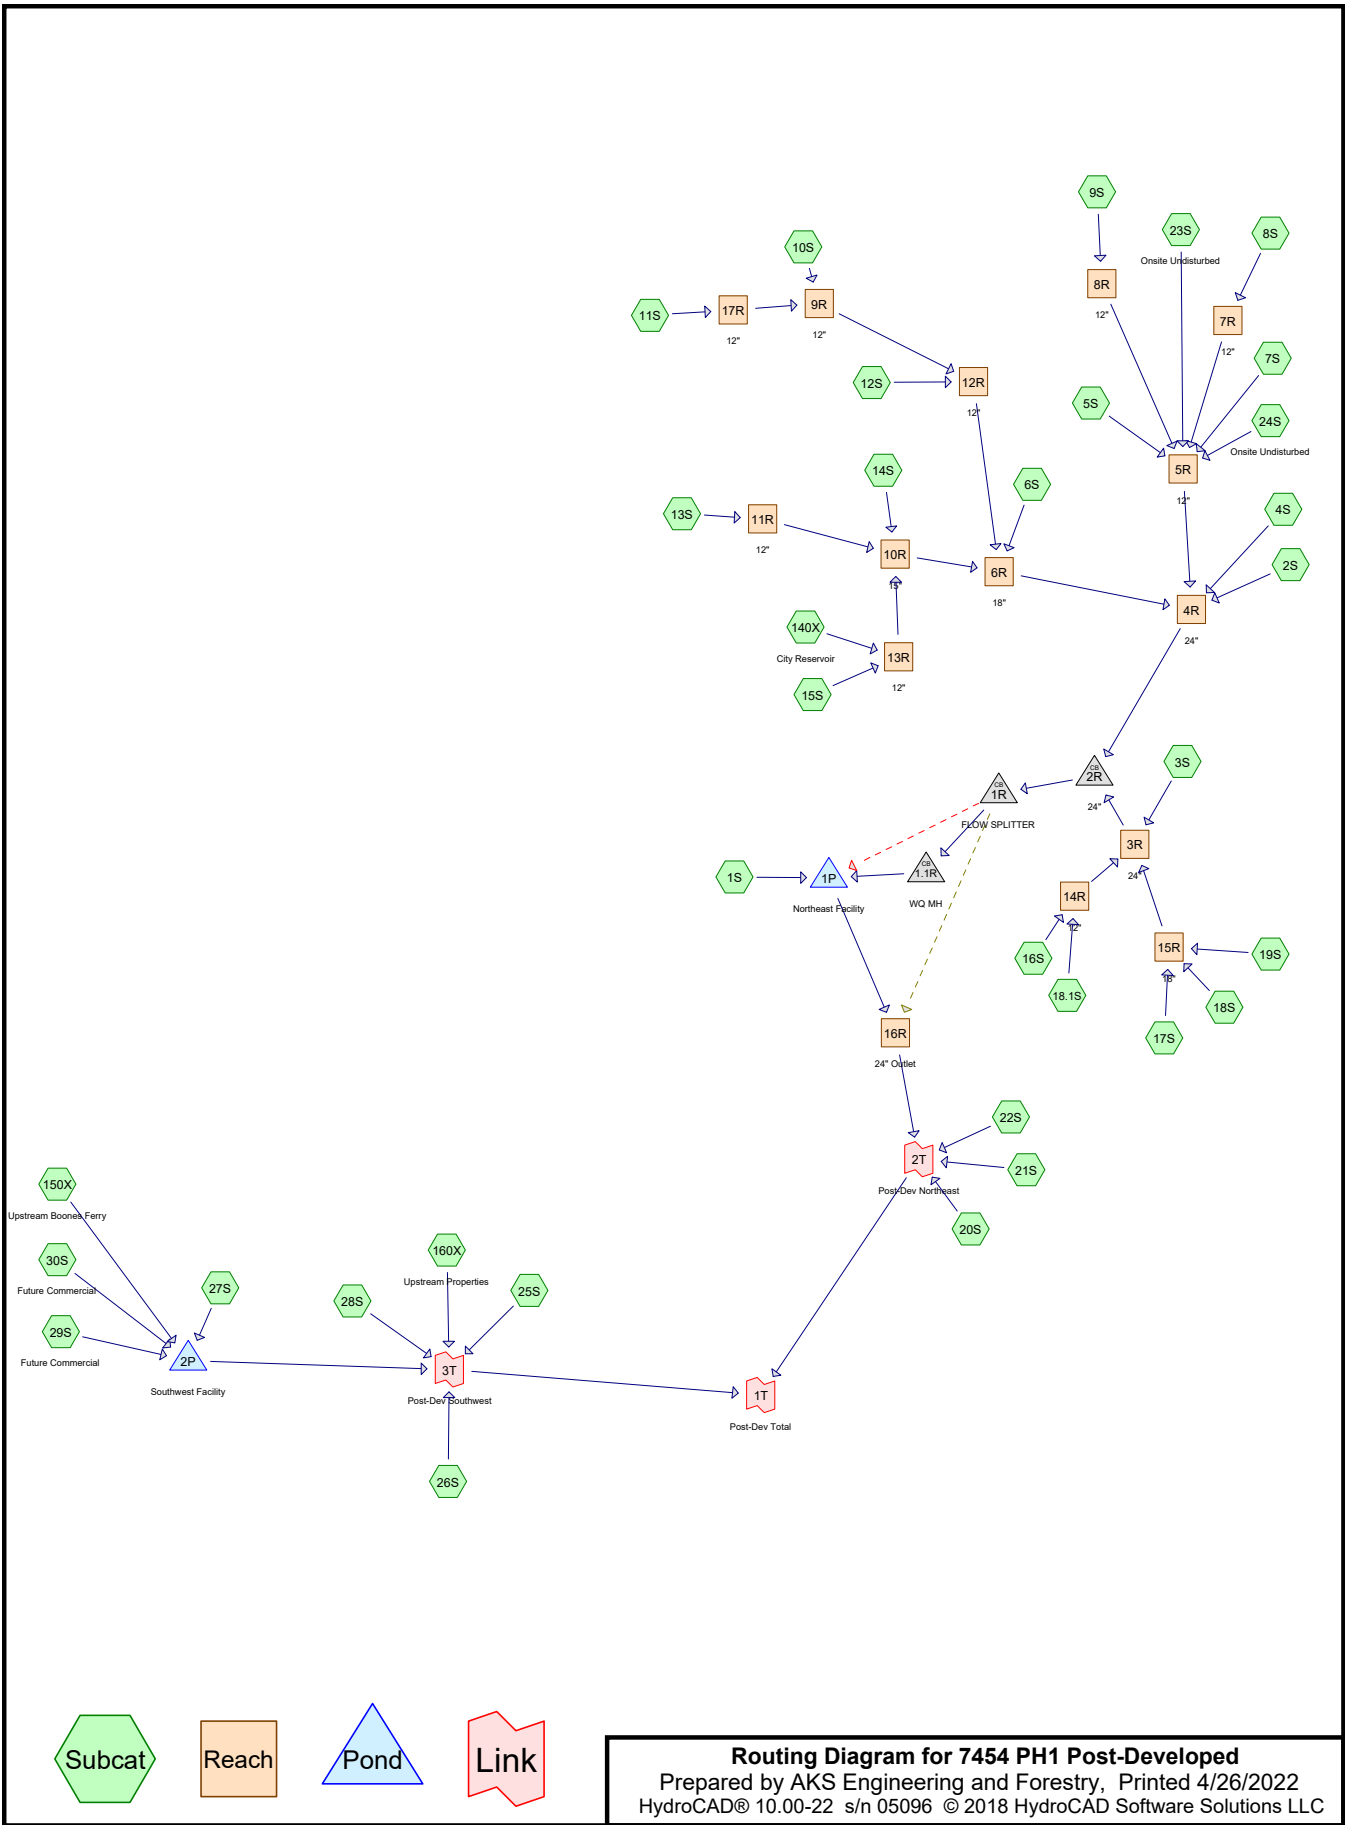 9S
23S
Onsite Undisturbed
8S
10S
8R
12"
11S
17R
12"
9R
12"
7R
12"
7S
12S
12R
12"
5S
24S
Onsite Undisturbed
5R
12"
14S
6S
13S
11R
12"
4S
10R
15"
6R
18"
2S
4R
24"
140X
City Reservoir
13R
12"
15S
3S
CB
2R
24"
CB
1R
FLOW SPLITTER
3R
24"
1S
1P
Northeast Facility
CB
1.1R
WQ MH
14R
12"
16S
15R
18"
19S
18.1S
18S
17S
16R
24" Outlet
22S
2T
Post-Dev Northeast
21S
20S
150X
Upstream Boones Ferry
30S
Future Commercial
27S
160X
Upstream Properties
28S
25S
29S
Future Commercial
2P
Southwest Facility
3T
Post-Dev Southwest
1T
Post-Dev Total
26S
Subcat
Reach
Pond
Link
Routing Diagram for 7454 PH1 Post-Developed
Prepared by AKS Engineering and Forestry, Printed 4/26/2022
HydroCAD® 10.00-22 s/n 05096 © 2018 HydroCAD Software Solutions LLC